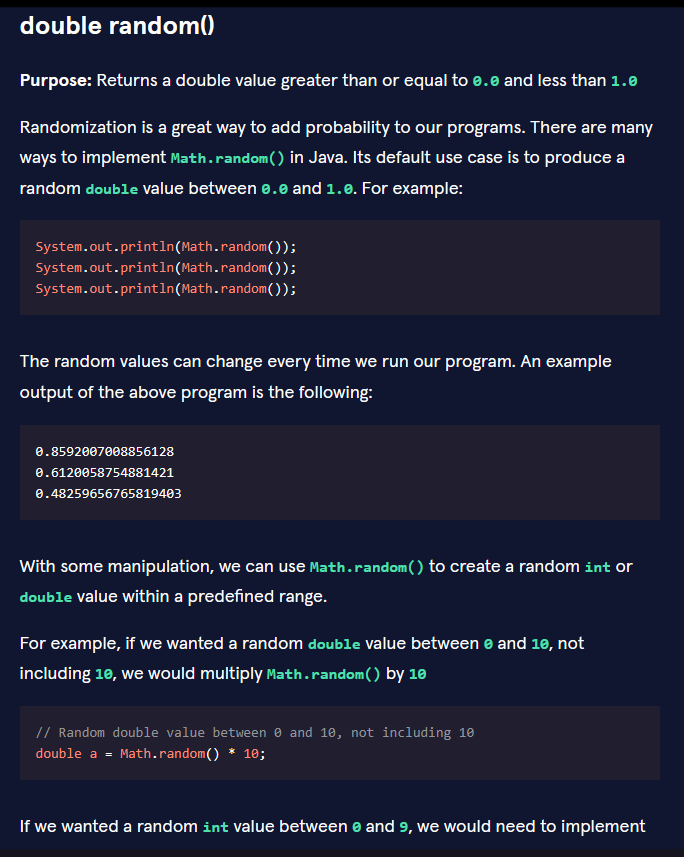 double random()
Purpose: Returns a double value greater than or equal to 0.0 and less than 1.0
Randomization is a great way to add probability to our programs. There are many
ways to implement Math.random() in Java. Its default use case is to produce a
random double value between 0.0 and 1.0. For example:
System.out.println(Math.random());
System.out.println(Math.random());
System.out.println(Math.random());
The random values can change every time we run our program. An example
output of the above program is the following:
0.8592007008856128
0.6120058754881421
0.48259656765819403
With some manipulation, we can use Math.random() to create a random int or
double value within a predefined range.
For example, if we wanted a random double value between 0 and 10, not
including 10, we would multiply Math.random() by 10
// Random double value between 0 and 10, not including 10
double a = Math.random() * 10;
If we wanted a random int value between 0 and 9, we would need to implement